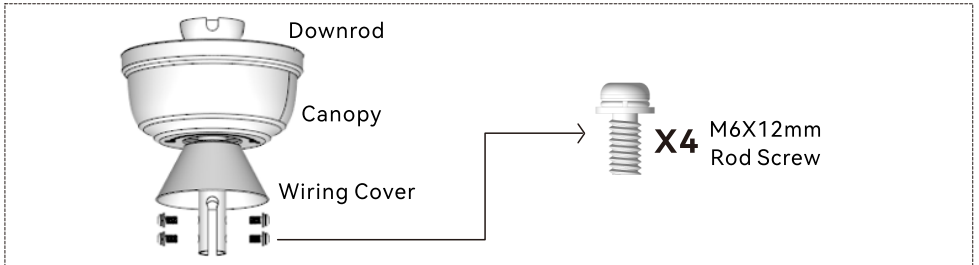 Downrod
Canopy
Wiring Cover
X4
M6X12mm
Rod Screw